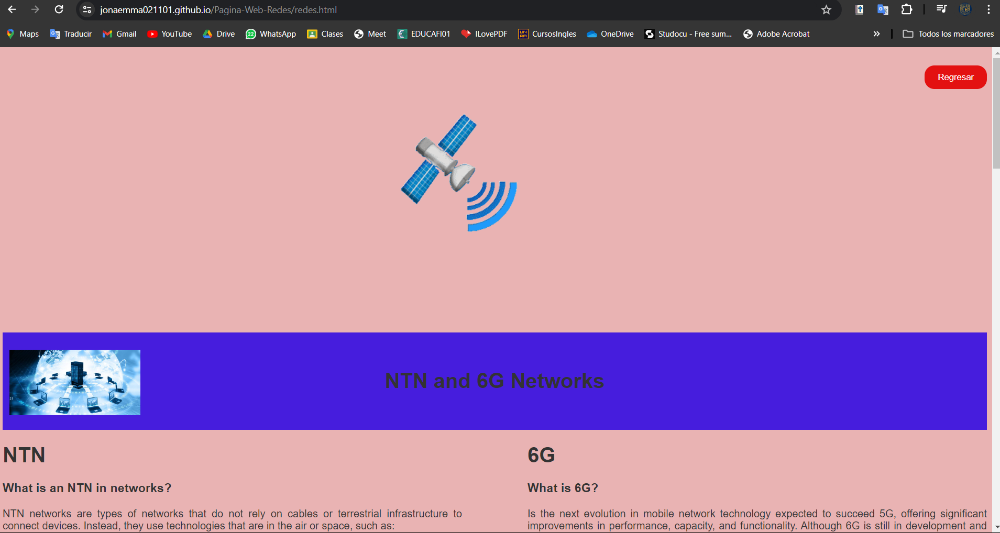 jonaemma021101.github.io/Pagina-Web-Redes/redes.html
Maps Traducir Gmail YouTube Drive 22 WhatsApp Clases Meet EDUCAFI01 ILovePDF UNAM CursosIngles OneDrive Studocu - Free sum... Adobe Acrobat » Todos los marcadores
Regresar
NTN and 6G Networks
NTN
What is an NTN in networks?
NTN networks are types of networks that do not rely on cables or terrestrial infrastructure to
connect devices. Instead, they use technologies that are in the air or space, such as:
6G
What is 6G?
Is the next evolution in mobile network technology expected to succeed 5G, offering significant
improvements in performance, capacity, and functionality. Although 6G is still in development and